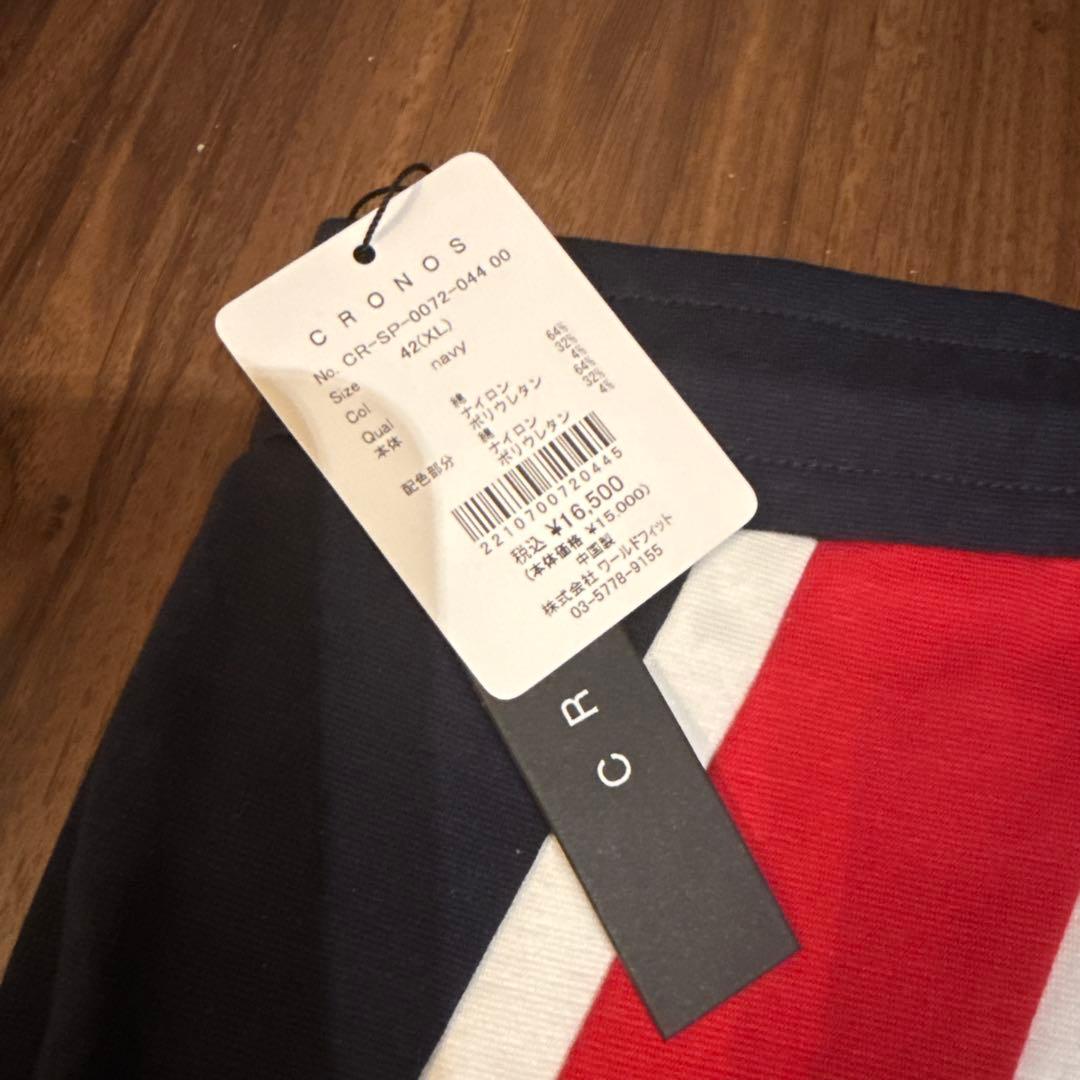 CRONOS
No. CR-SP-0072-044 00
Size 42(XL)
Col navy
Qual
本体 綿 64%
ナイロン 32%
ポリウレタン 4%
配色部分 綿 64%
ナイロン 32%
ポリウレタン 4%
2210700720445
税込 ¥16,500
(本体価格 ¥15,000)
中国製
株式会社 ワールドフィット
03-5778-9155
C R